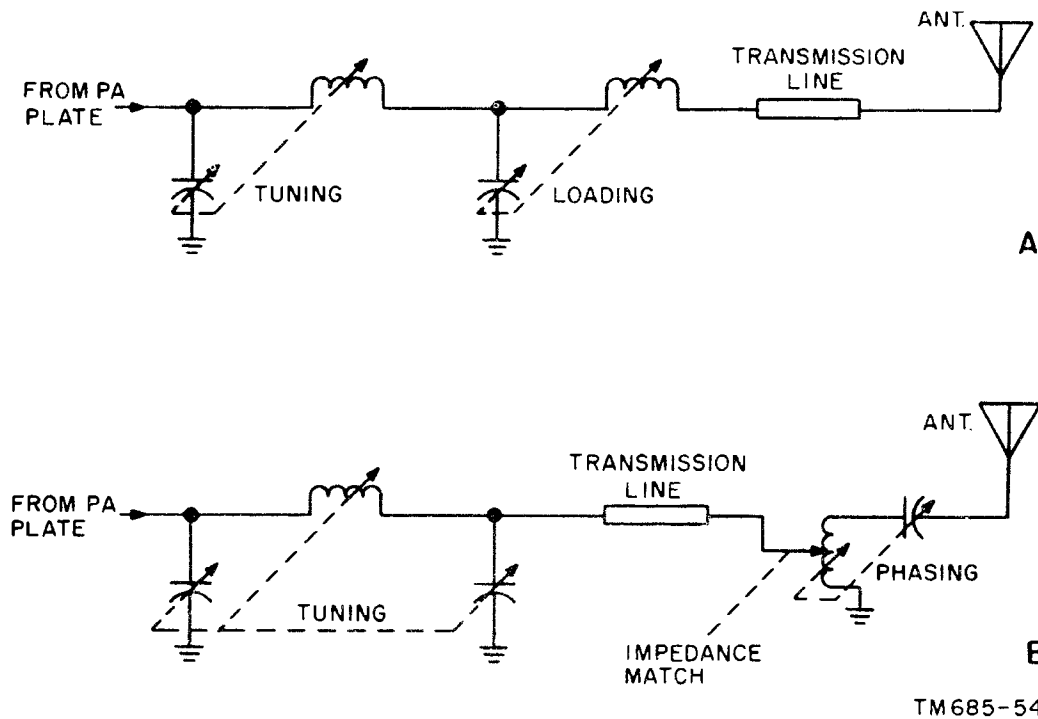 ANT.
TRANSMISSION
LINE
FROM PA
PLATE
TUNING
LOADING
A
ANT.
TRANSMISSION
LINE
FROM PA
PLATE
PHASING
TUNING
IMPEDANCE
MATCH
TM685-54